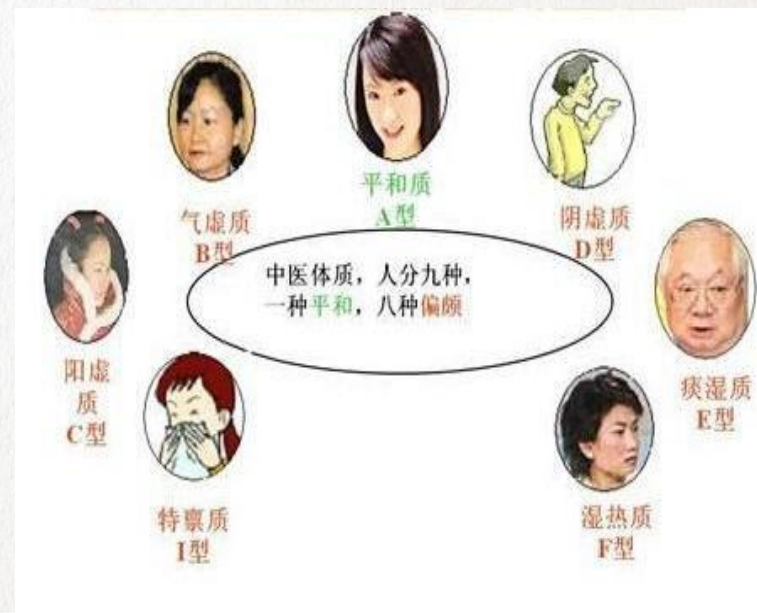 平和质
A型
气虚质
B型
阴虚质
D型
中医体质，人分九种，
一种平和，八种偏颇
阳虚
质
C型
痰湿质
E型
特禀质
I型
湿热质
F型